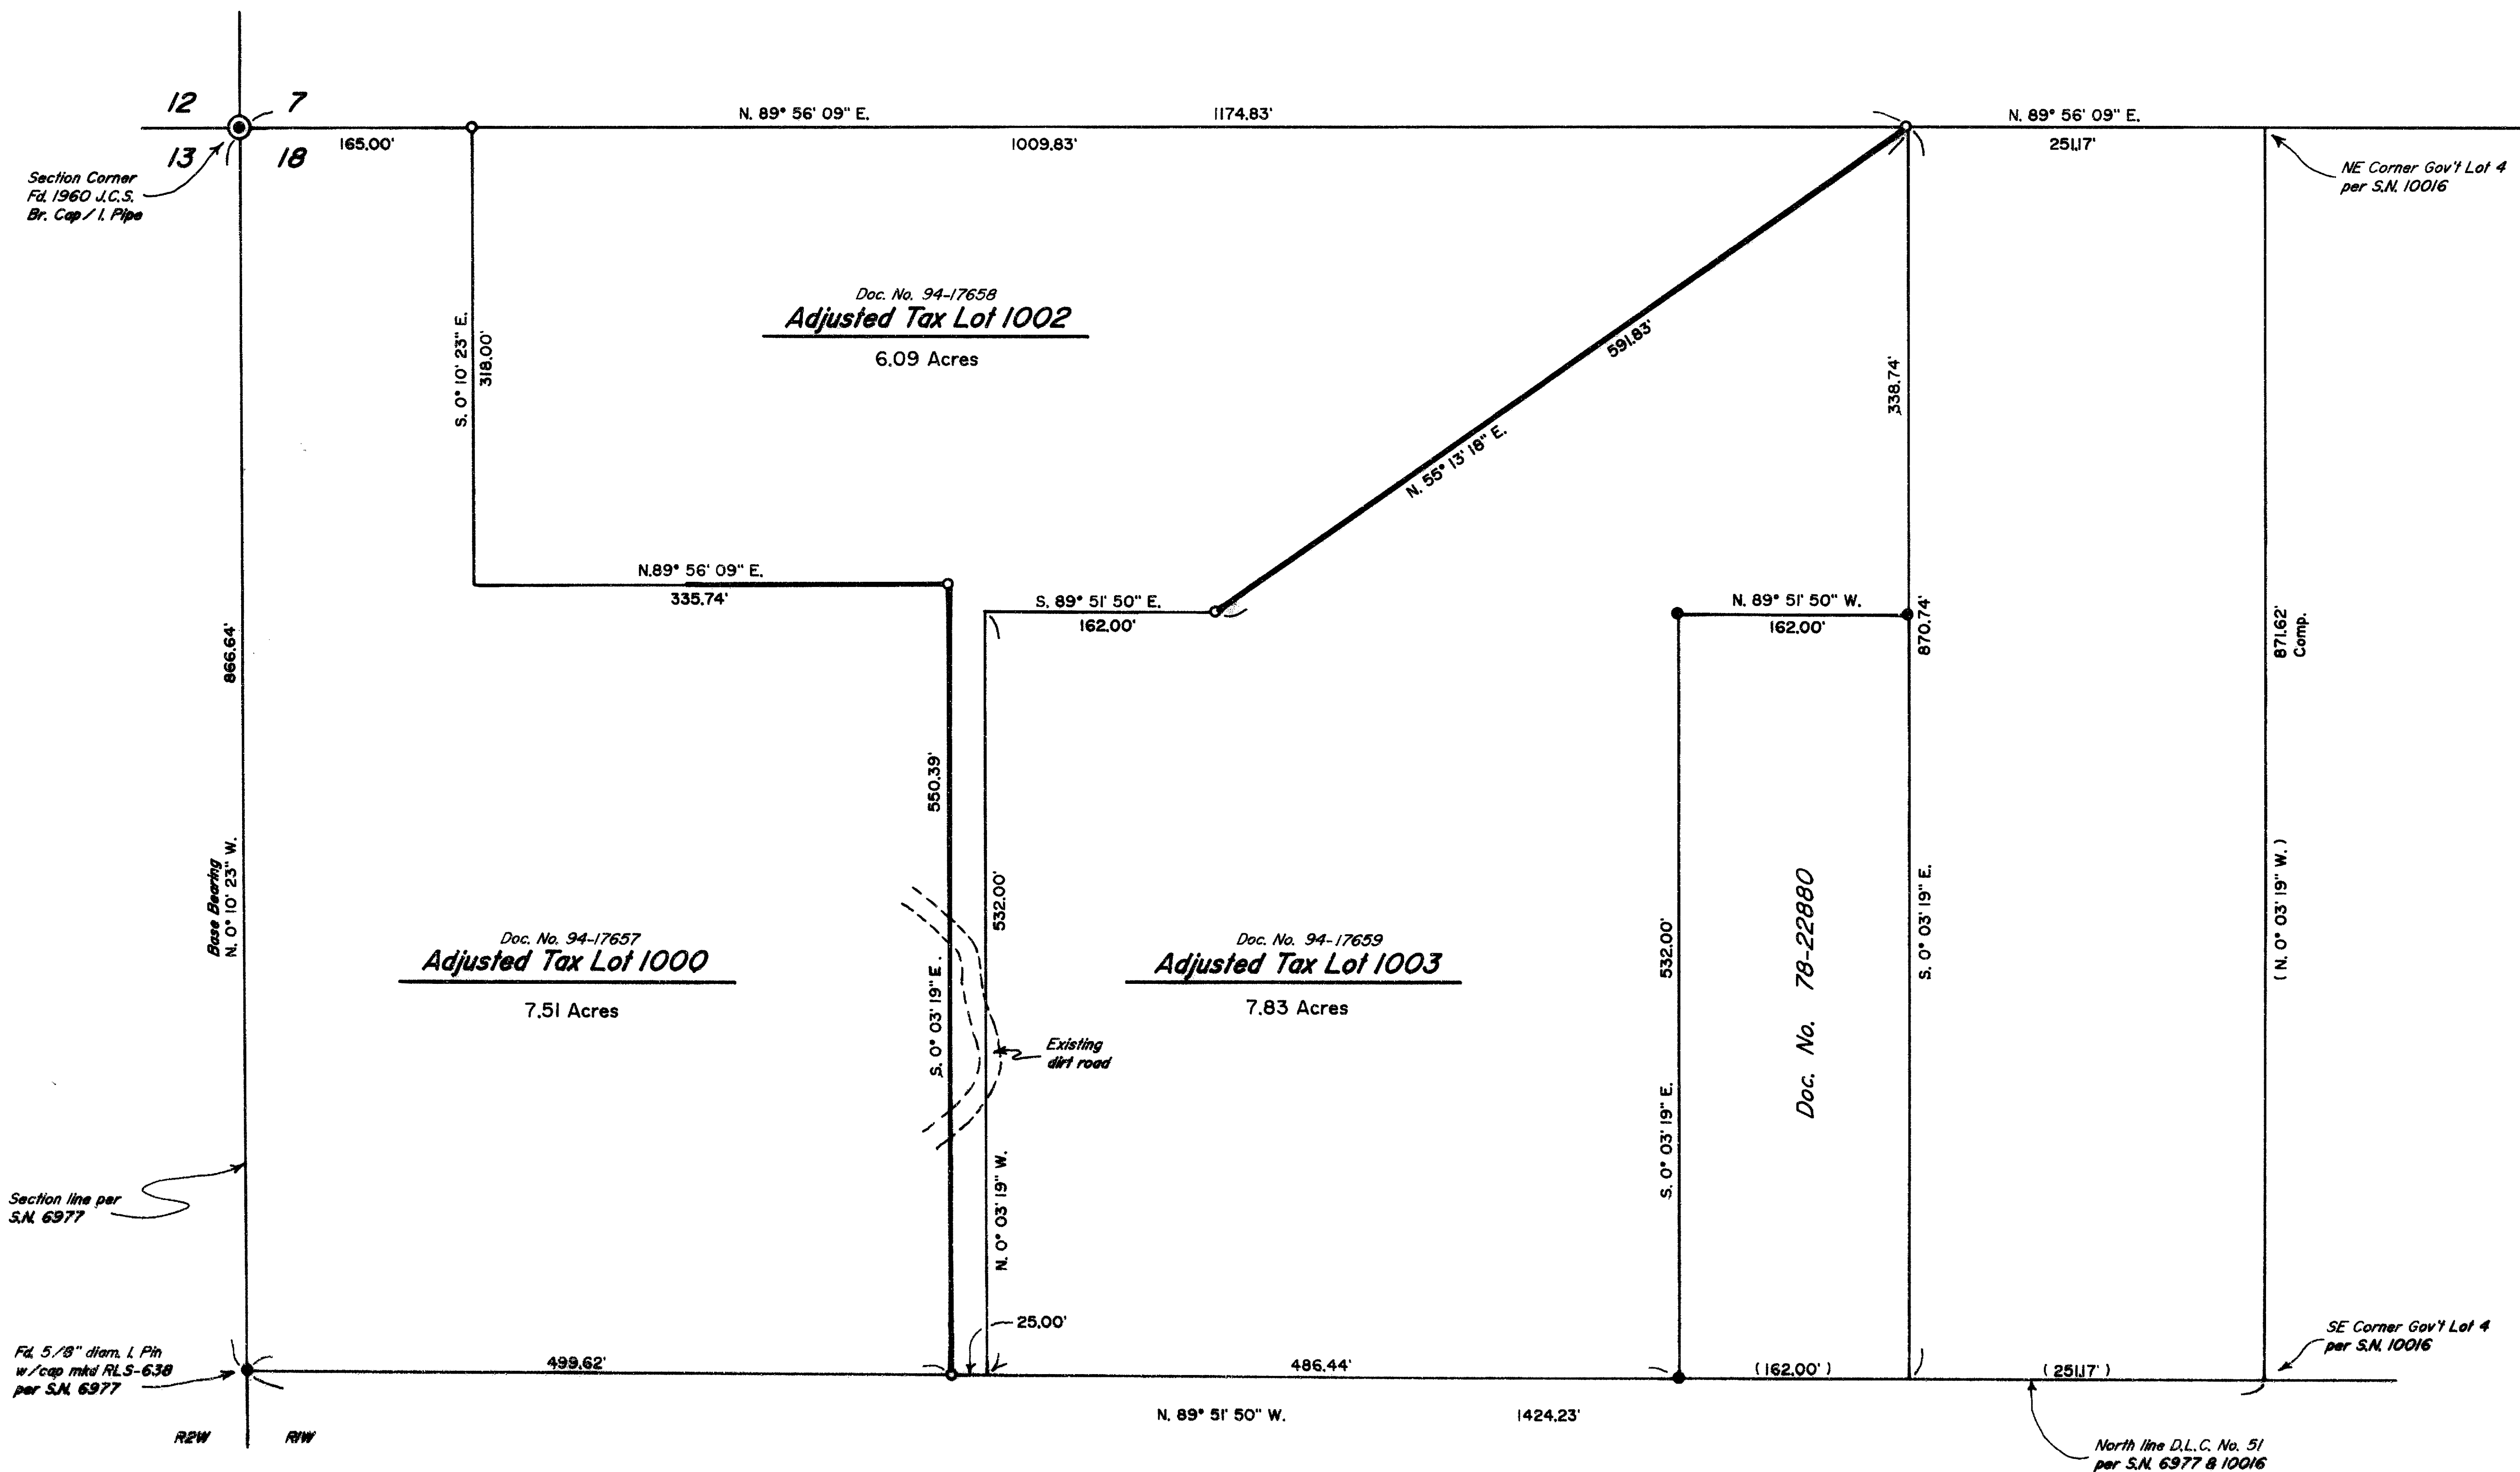 12
7
N. 89° 56' 09" E.
1174.83'
N. 89° 56' 09" E.
13
18
165.00'
1009.83'
251.17'
Section Corner
Fd. 1960 J.C.S.
Br. Cap / I. Pipe
NE Corner Gov't Lot 4
per S.N. 10016
Doc. No. 94-17658
Adjusted Tax Lot 1002
6.09 Acres
S. 0° 10' 23" E.
318.00'
591.83'
N. 55° 13' 18" E.
338.74'
N. 89° 56' 09" E.
335.74'
S. 89° 51' 50" E.
162.00'
N. 89° 51' 50" W.
162.00'
866.64'
870.74'
871.62'
Comp.
550.39'
532.00'
Base Bearing
N. 0° 10' 23" W.
Doc. No. 94-17657
Adjusted Tax Lot 1000
7.51 Acres
S. 0° 03' 19" E.
Doc. No. 94-17659
Adjusted Tax Lot 1003
7.83 Acres
532.00'
Doc. No. 78-22880
S. 0° 03' 19" E.
( N. 0° 03' 19" W. )
Existing
dirt road
S. 0° 03' 19" E.
N. 0° 03' 19" W.
Section line per
S.N. 6977
25.00'
Fd. 5/8" diam. I. Pin
w/cap mkd RLS-638
per S.N. 6977
499.62'
486.44'
( 162.00' )
( 251.17' )
SE Corner Gov't Lot 4
per S.N. 10016
N. 89° 51' 50" W.
1424.23'
R2W
R1W
North line D.L.C. No. 51
per S.N. 6977 & 10016